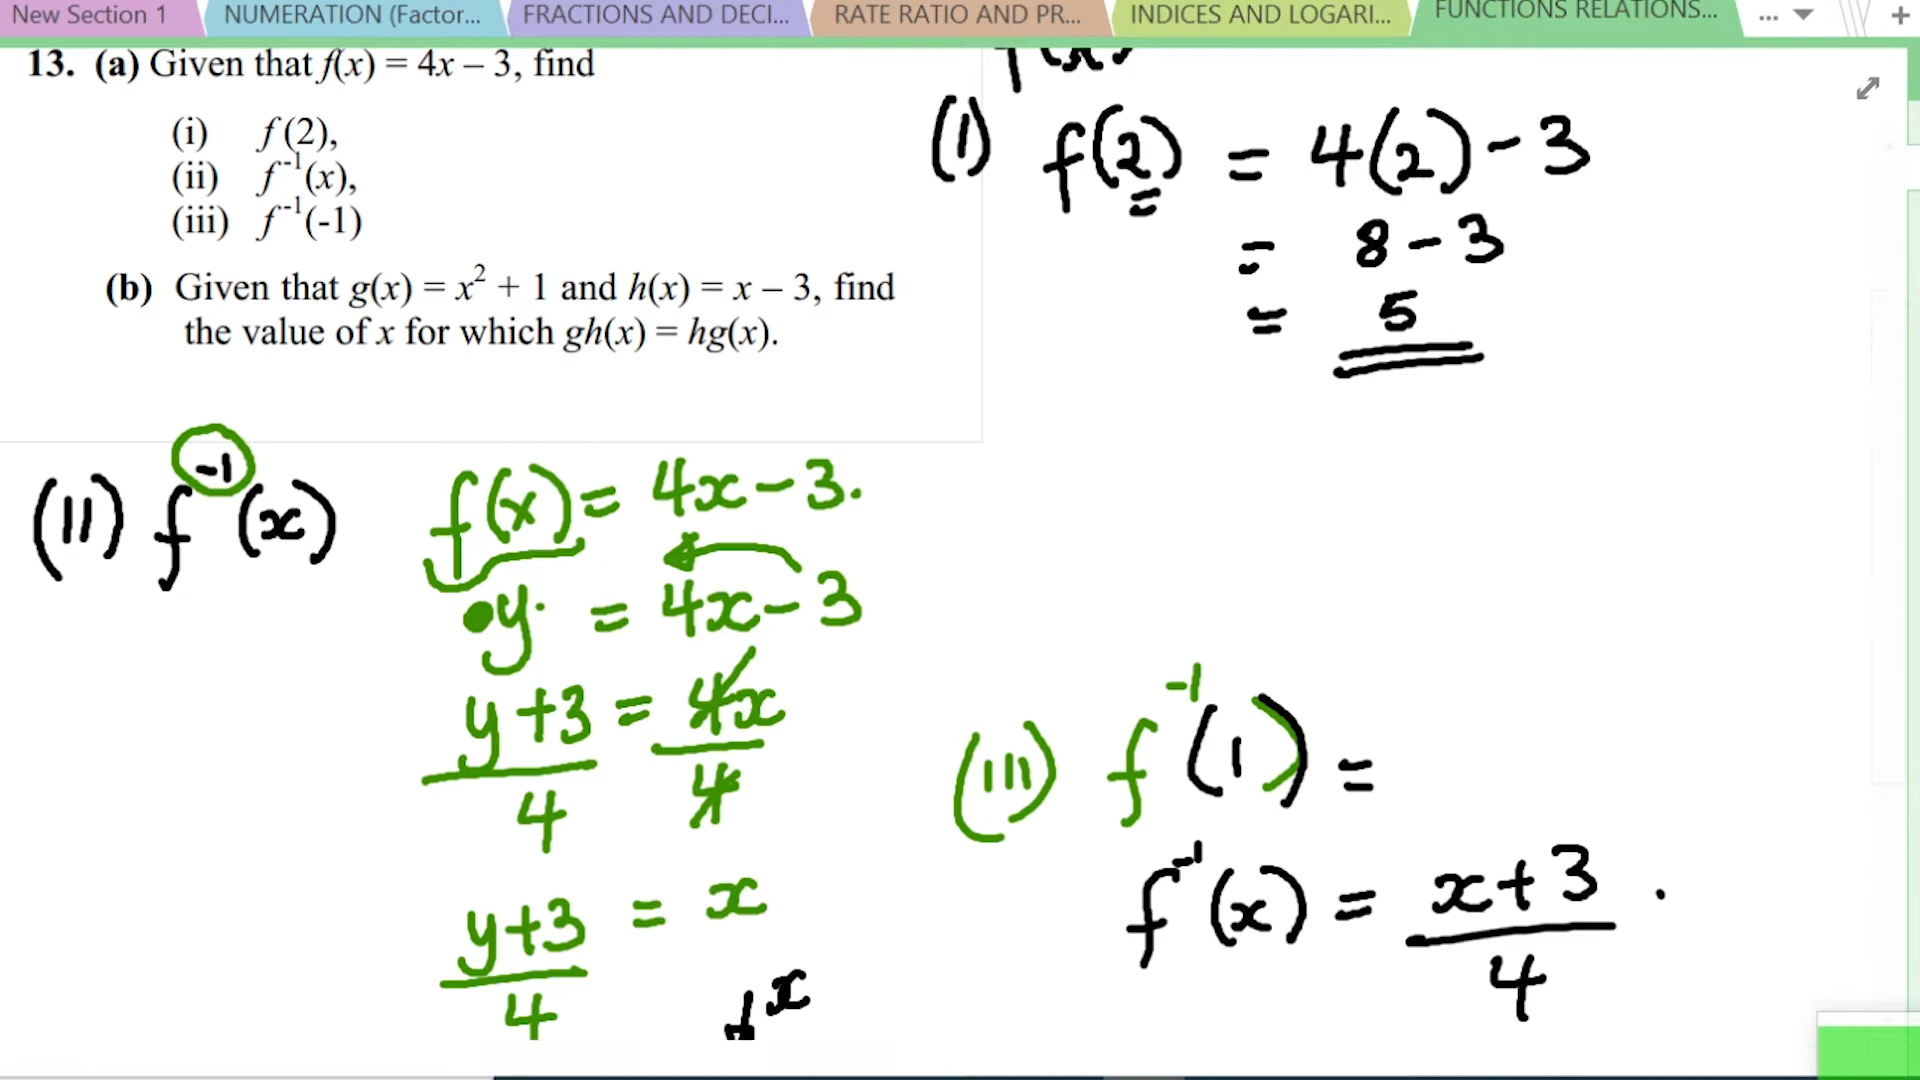 New Section 1 NUMERATION (Factor... FRACTIONS AND DECI... RATE RATIO AND PR... INDICES AND LOGARI... FUNCTIONS RELATIONS... ...
13. (a) Given that f(x) = 4x – 3, find
(i) f (2),
(ii) f⁻¹(x),
(iii) f⁻¹(-1)
(b) Given that g(x) = x² + 1 and h(x) = x – 3, find
the value of x for which gh(x) = hg(x).
(I) f(2) = 4(2) - 3
= 8 - 3
= 5
(II) f⁻¹(x)
f(x) = 4x - 3.
y = 4x - 3
y + 3 = 4x
4 4
y + 3 = x
4
x
(III) f⁻¹(1) =
f⁻¹(x) = x + 3 .
4